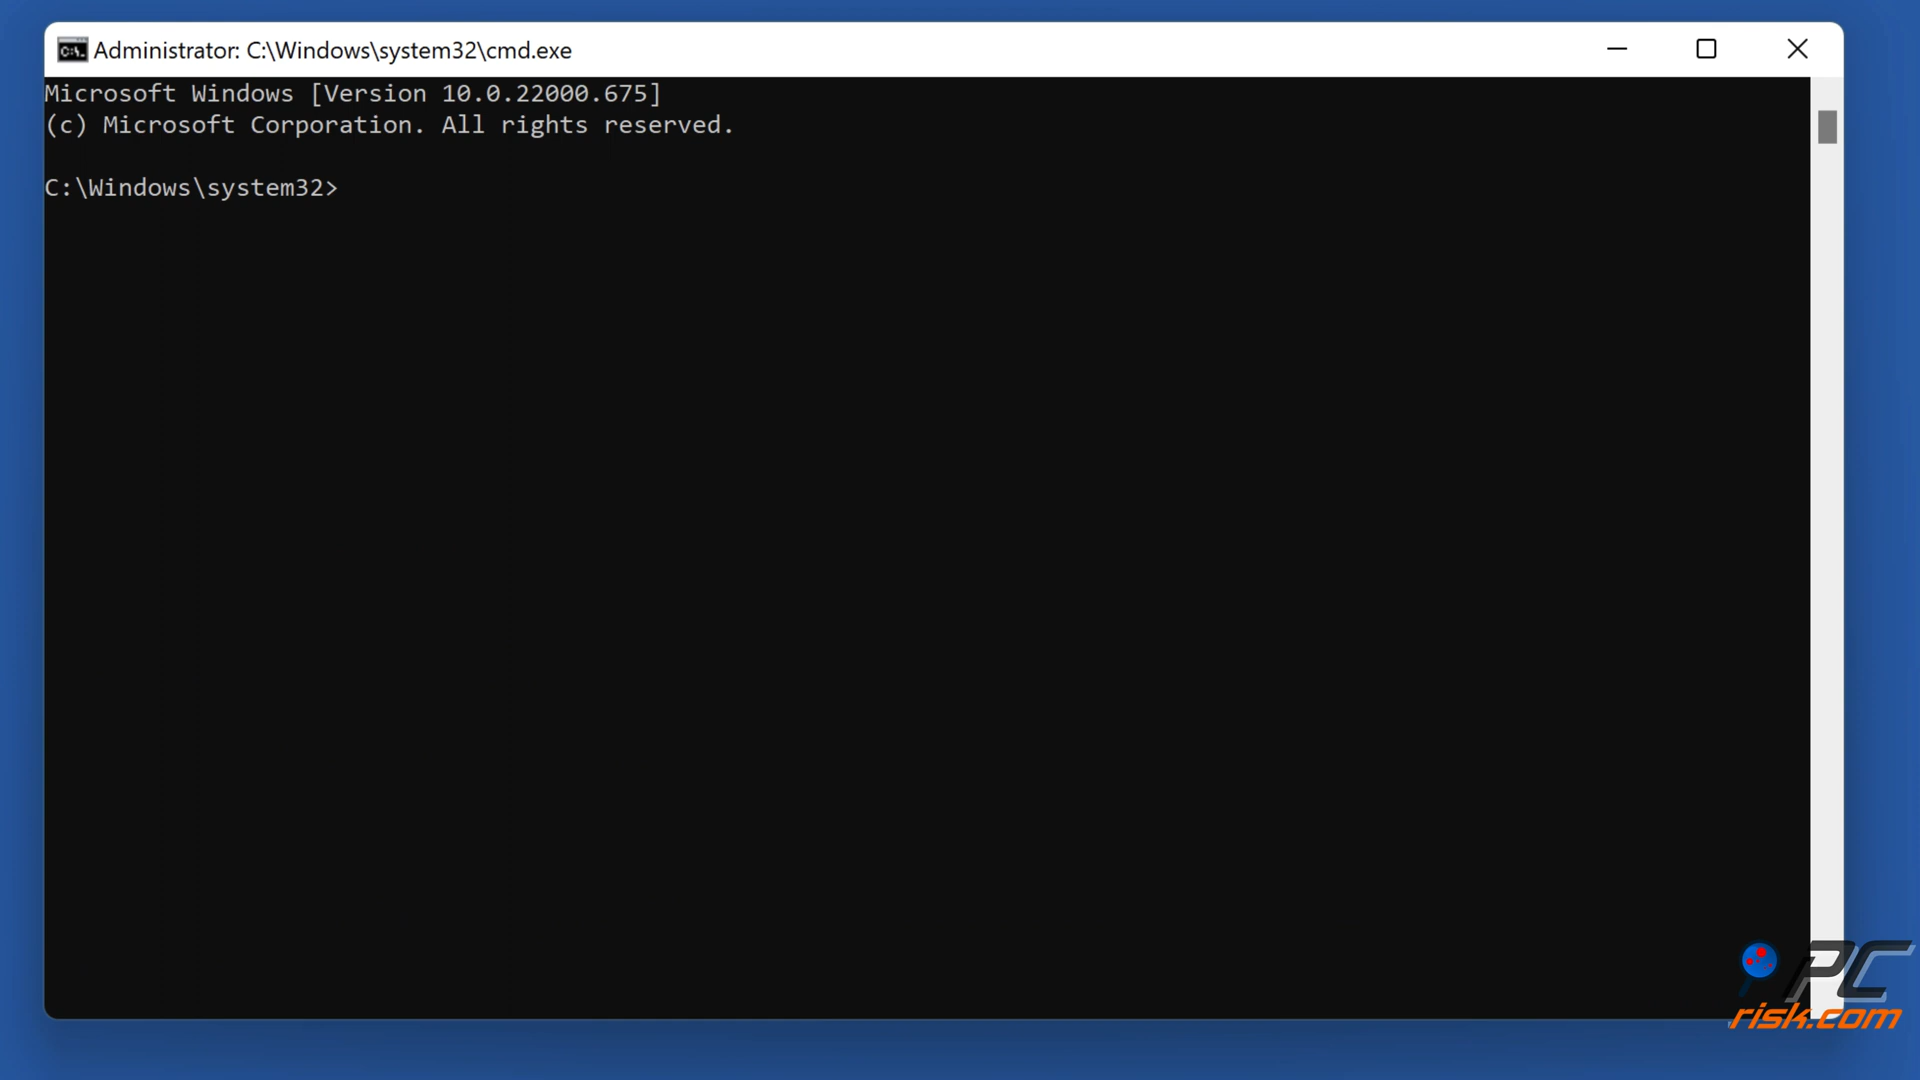 Administrator: C:\Windows\system32\cmd.exe
Microsoft Windows [Version 10.0.22000.675]
(c) Microsoft Corporation. All rights reserved.
C:\Windows\system32>
PC
risk.com